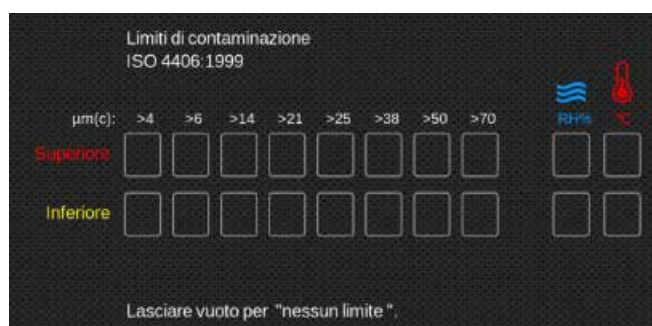 Limiti di contaminazione
ISO 4406:1999
µm(c): >4 >6 >14 >21 >25 >38 >50 >70 RH% °C
Superiore
Inferiore
Lasciare vuoto per "nessun limite ".